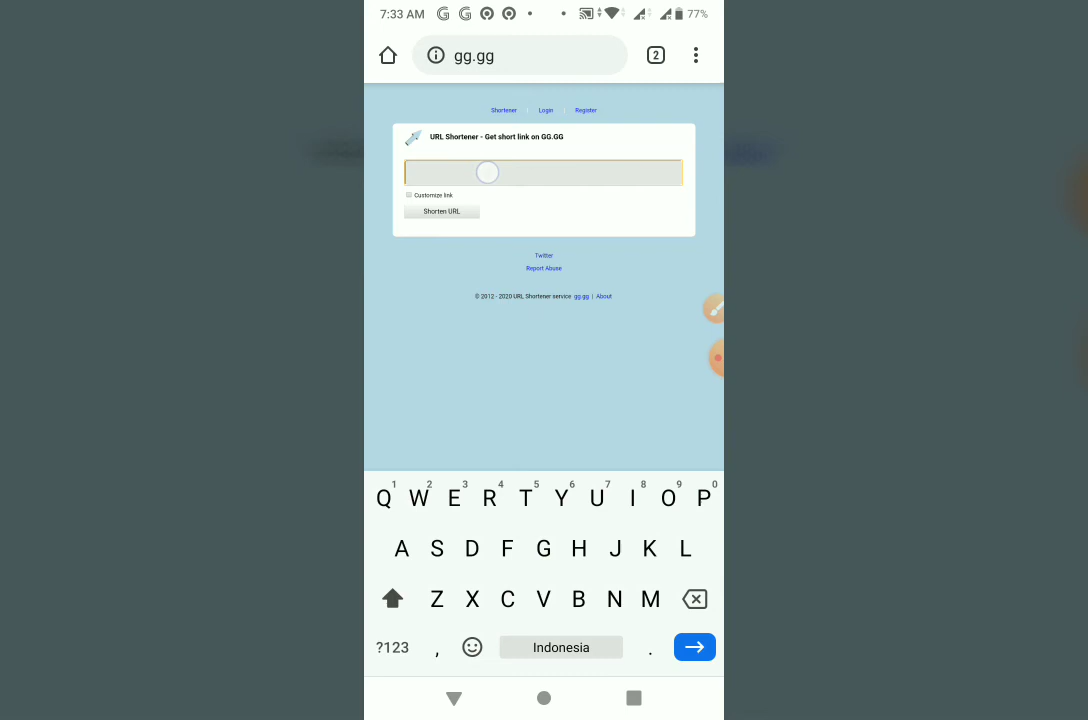 7:33 AM 77%
gg.gg 2
Shortener | Login | Register
URL Shortener - Get short link on GG.GG
Customize link
Shorten URL
Twitter
Report Abuse
© 2012 - 2020 URL Shortener service gg.gg | About
1 2 3 4 5 6 7 8 9 0
Q W E R T Y U I O P
A S D F G H J K L
Z X C V B N M
?123 , Indonesia .